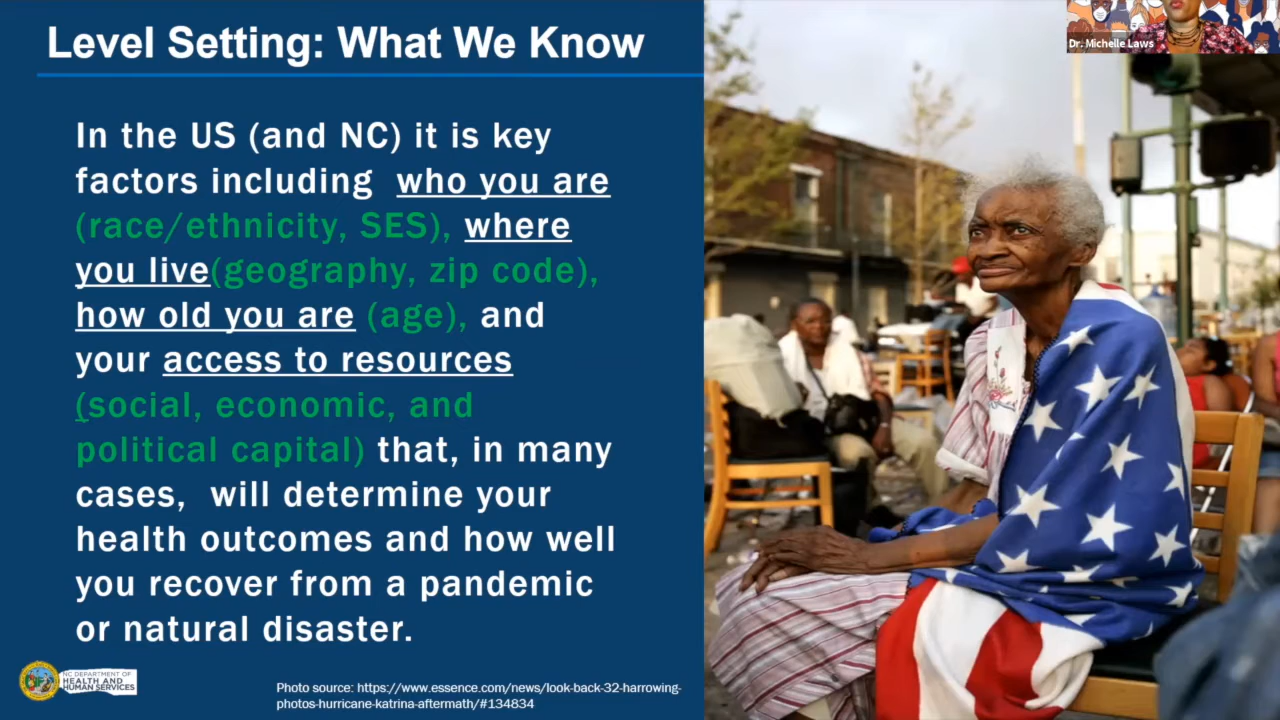 Level Setting: What We Know
Dr. Michelle Laws
In the US (and NC) it is key
factors including who you are
(race/ethnicity, SES), where
you live(geography, zip code),
how old you are (age), and
your access to resources
(social, economic, and
political capital) that, in many
cases, will determine your
health outcomes and how well
you recover from a pandemic
or natural disaster.
NC DEPARTMENT OF
HEALTH AND
HUMAN SERVICES
Photo source: https://www.essence.com/news/look-back-32-harrowing-
photos-hurricane-katrina-aftermath/#134834